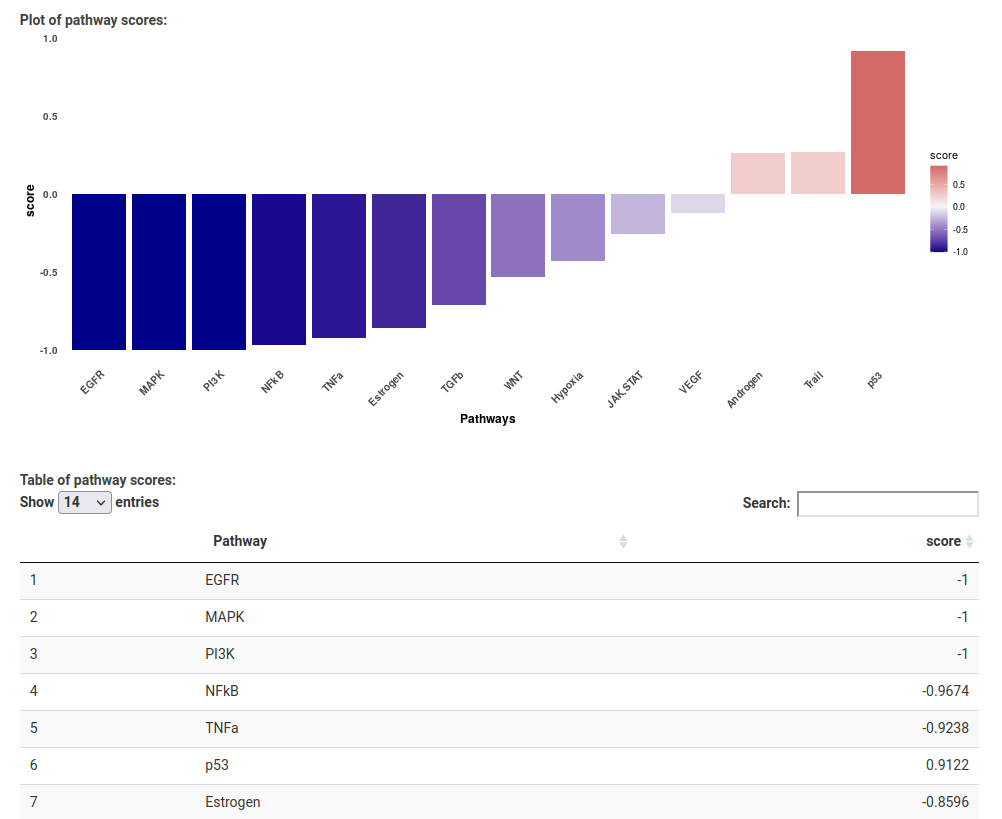 Plot of pathway scores:
1.0
0.5
0.0
-0.5
-1.0
score
EGFR
MAPK
PI3K
NFkB
TNFa
Estrogen
TGFb
WNT
Hypoxia
JAK.STAT
VEGF
Androgen
Trail
p53
Pathways
score
0.5
0.0
-0.5
-1.0
Table of pathway scores:
Show 14 entries
Search:
Pathway score
1 EGFR -1
2 MAPK -1
3 PI3K -1
4 NFkB -0.9674
5 TNFa -0.9238
6 p53 0.9122
7 Estrogen -0.8596